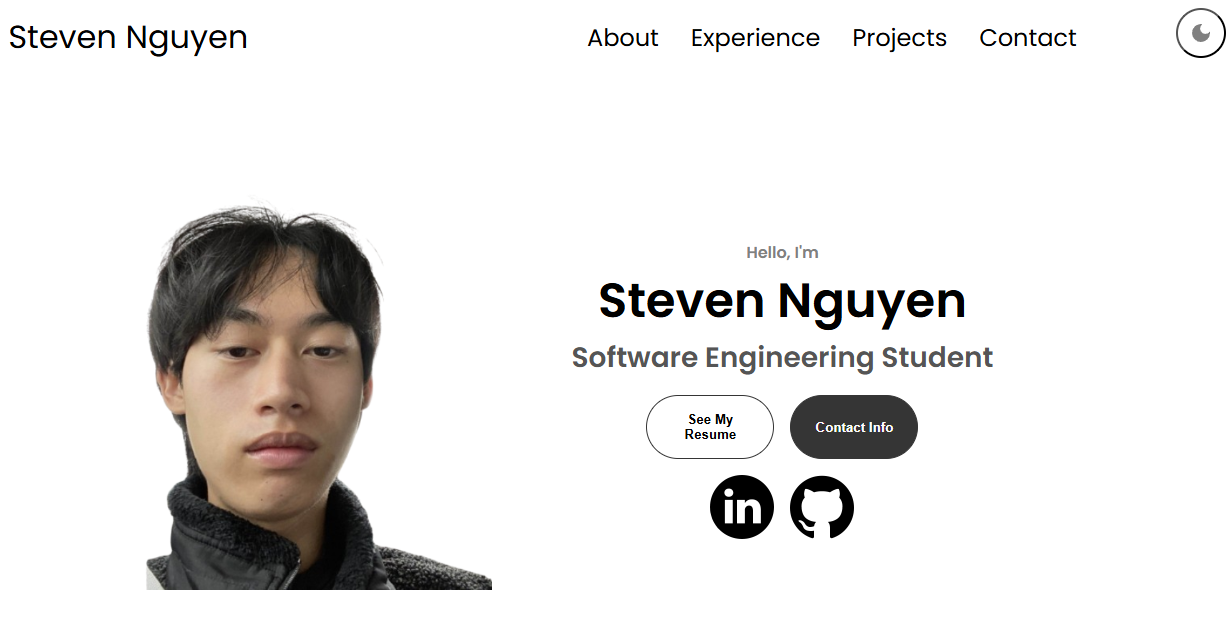 Steven Nguyen
About Experience Projects Contact
Hello, I'm
Steven Nguyen
Software Engineering Student
See My
Resume
Contact Info
in